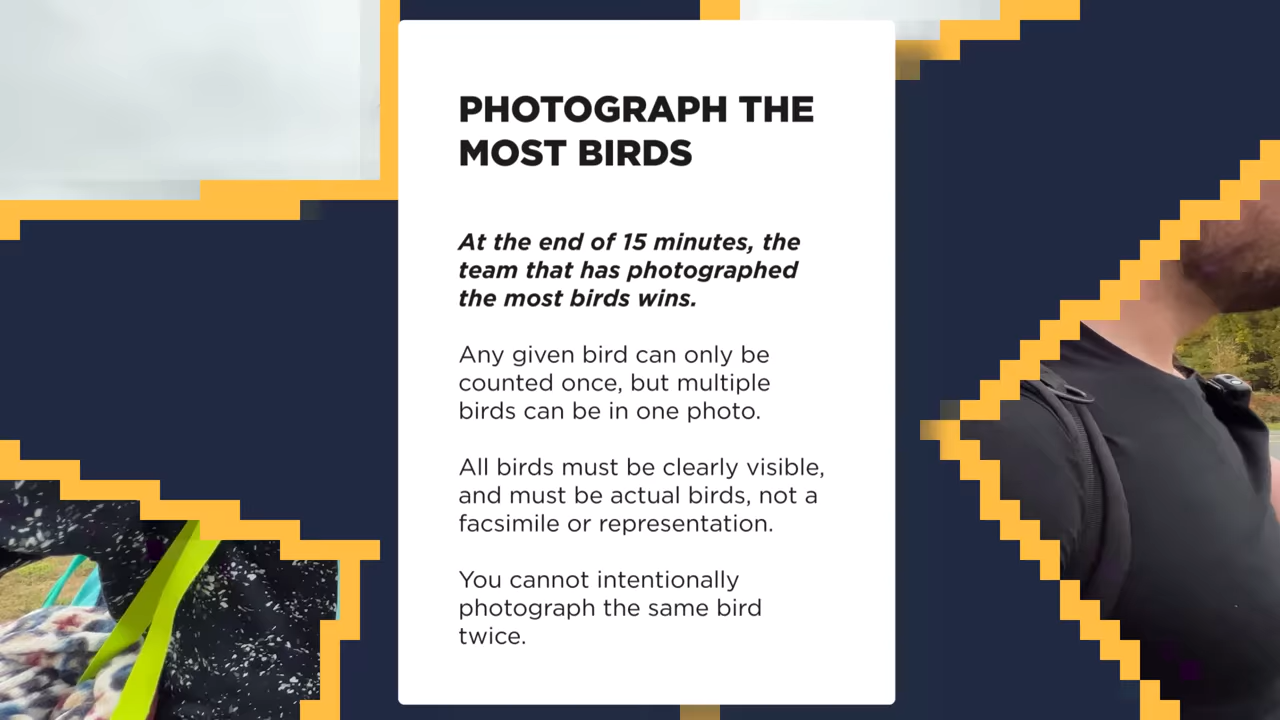 PHOTOGRAPH THE
MOST BIRDS
At the end of 15 minutes, the
team that has photographed
the most birds wins.
Any given bird can only be
counted once, but multiple
birds can be in one photo.
All birds must be clearly visible,
and must be actual birds, not a
facsimile or representation.
You cannot intentionally
photograph the same bird
twice.